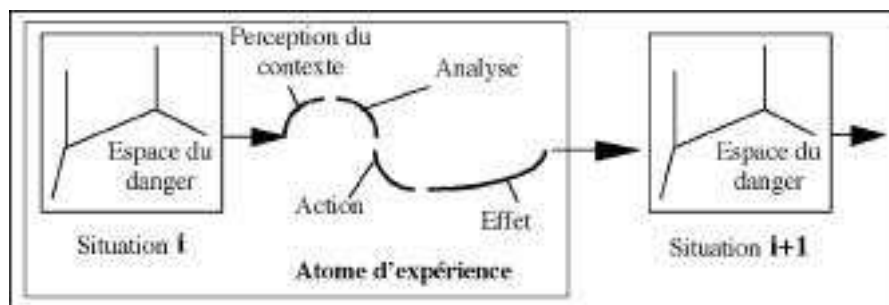 Perception du
contexte
Analyse
Espace du
danger
Action
Effet
Situation i
Atome d'expérience
Espace du
danger
Situation i+1